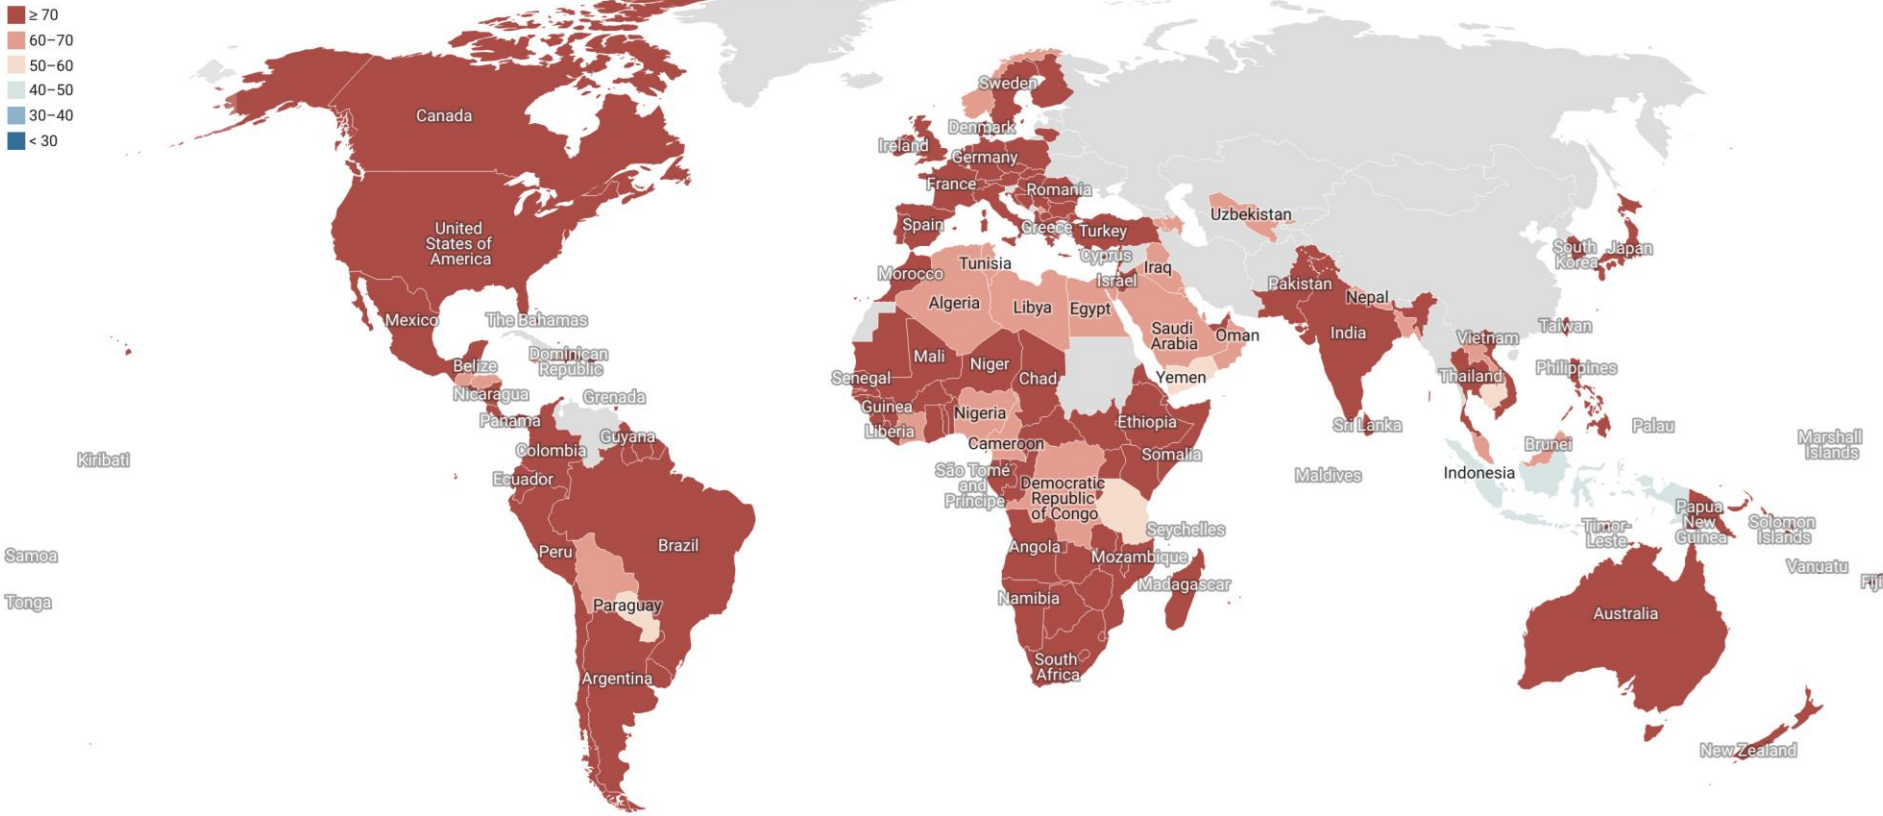 ≥ 70
60–70
50–60
40–50
30–40
< 30
Canada
United
States of
America
Mexico
The Bahamas
Dominican
Republic
Belize
Nicaragua
Grenada
Panama
Guyana
Colombia
Ecuador
Kiribati
Peru
Brazil
Samoa
Tonga
Paraguay
Argentina
Sweden
Denmark
Ireland
Germany
France
Romania
Spain
Greece
Turkey
Cyprus
Tunisia
Morocco
Israel
Iraq
Algeria
Libya
Egypt
Saudi
Arabia
Oman
Yemen
Mali
Niger
Chad
Senegal
Guinea
Nigeria
Liberia
Cameroon
Ethiopia
Somalia
São Tomé
and
Príncipe
Democratic
Republic
of Congo
Seychelles
Angola
Mozambique
Madagascar
Namibia
South
Africa
Uzbekistan
Pakistan
Nepal
India
Sri Lanka
Maldives
South
Korea
Japan
Taiwan
Vietnam
Thailand
Philippines
Palau
Brunei
Indonesia
Marshall
Islands
Timor-
Leste
Papua
New
Guinea
Solomon
Islands
Vanuatu
Fiji
Australia
New Zealand